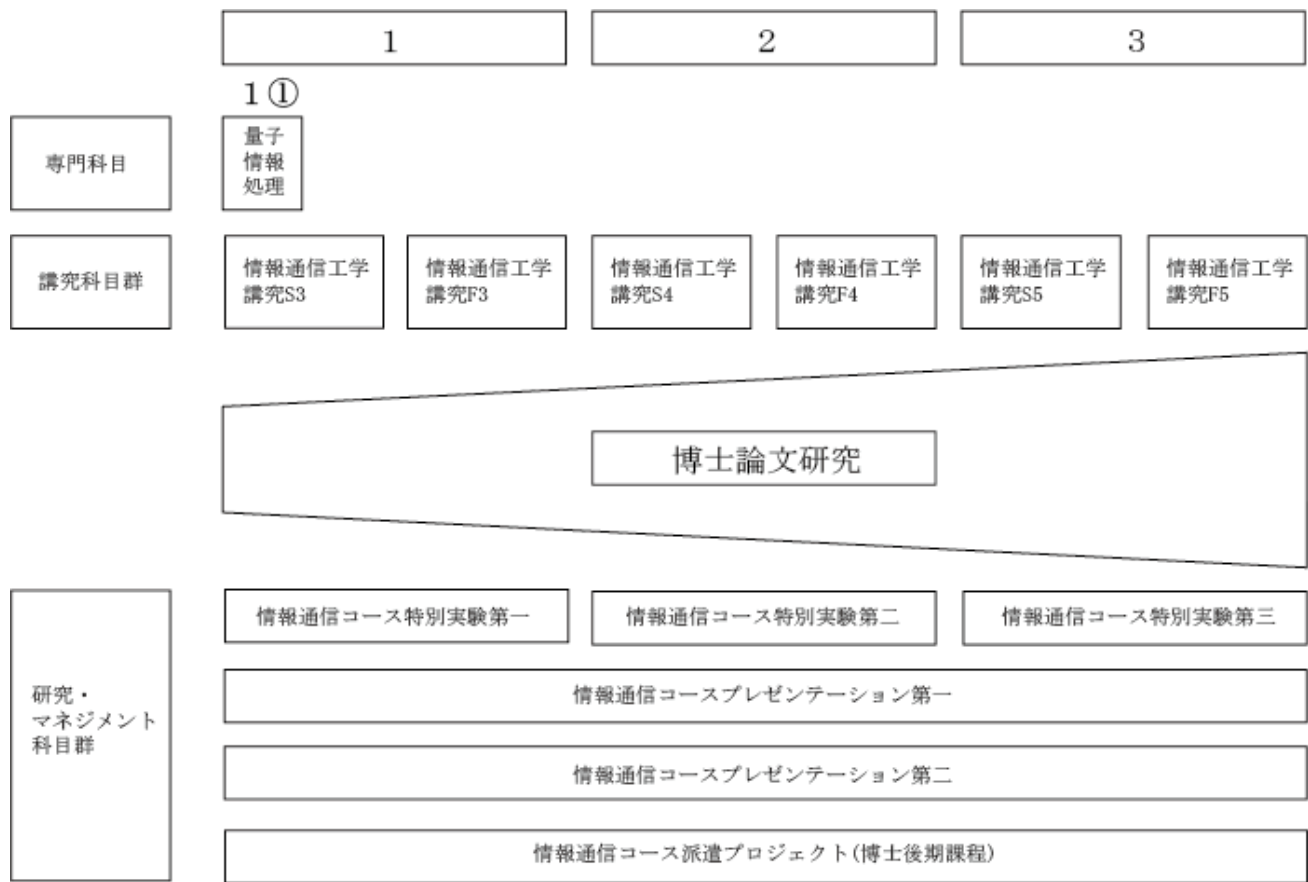 1
2
3
1①
専門科目
量子
情報
処理
講究科目群
情報通信工学
講究S3
情報通信工学
講究F3
情報通信工学
講究S4
情報通信工学
講究F4
情報通信工学
講究S5
情報通信工学
講究F5
博士論文研究
研究・
マネジメント
科目群
情報通信コース特別実験第一
情報通信コース特別実験第二
情報通信コース特別実験第三
情報通信コースプレゼンテーション第一
情報通信コースプレゼンテーション第二
情報通信コース派遣プロジェクト(博士後期課程)